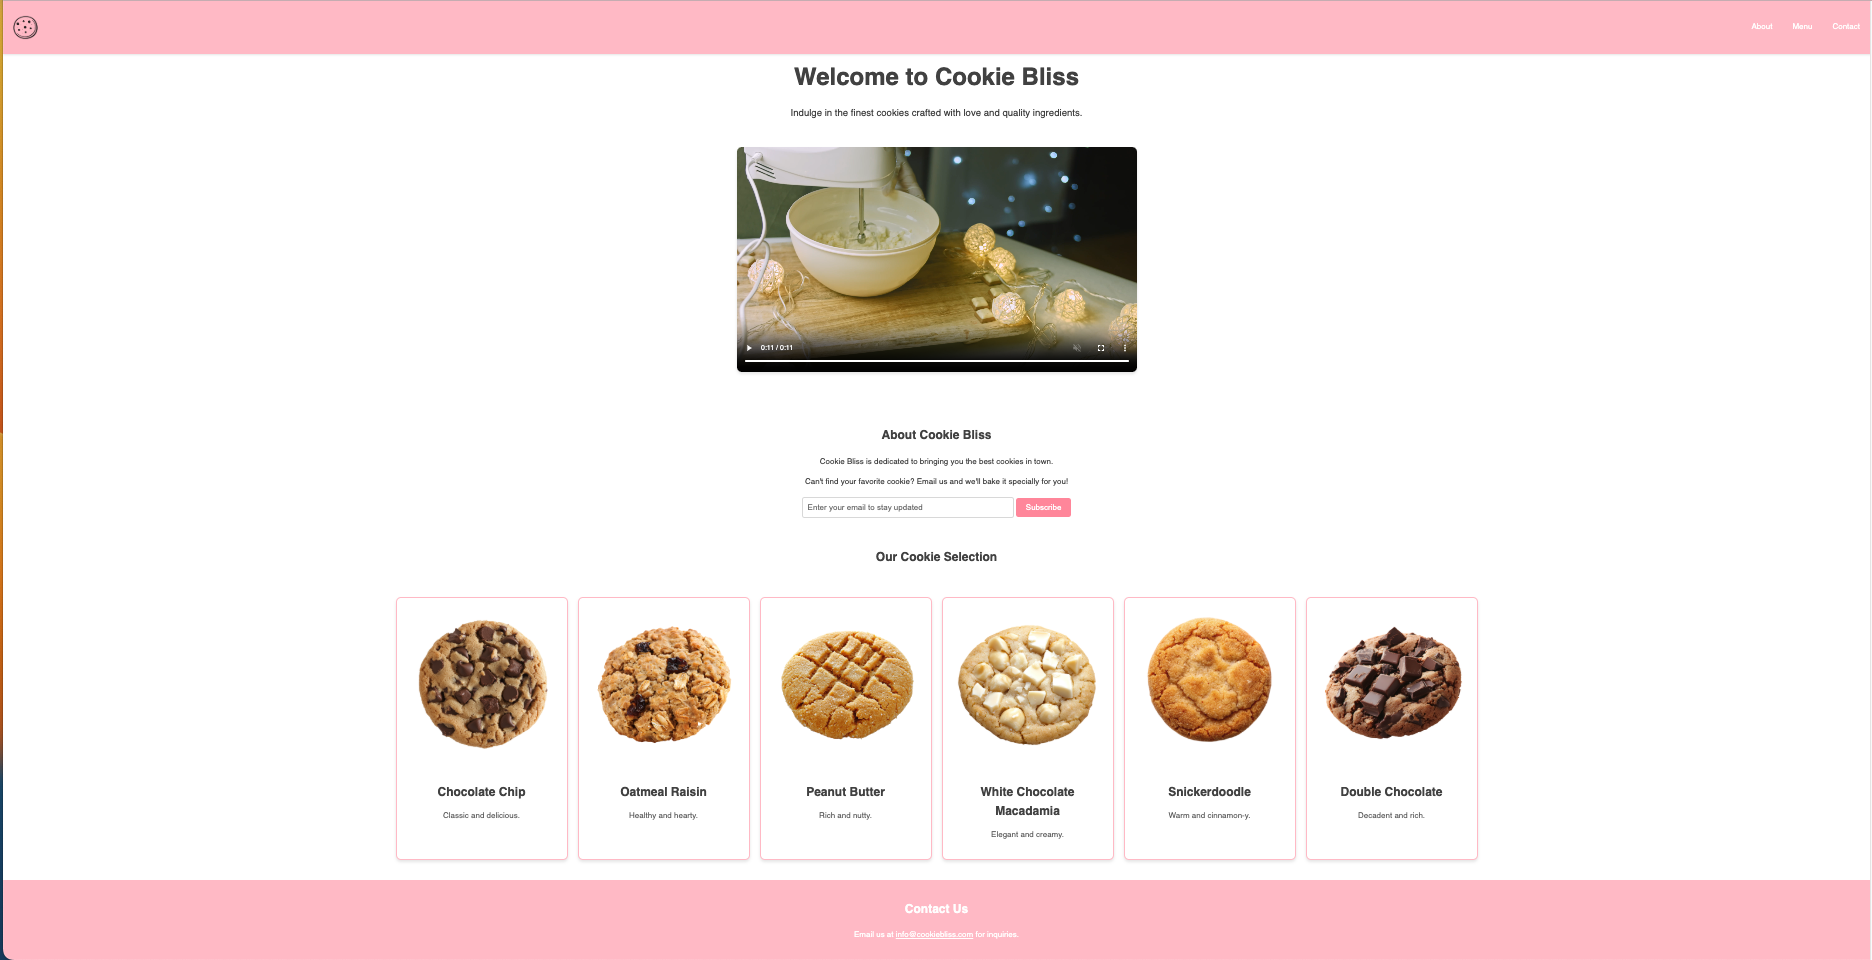 About Menu Contact
Welcome to Cookie Bliss
Indulge in the finest cookies crafted with love and quality ingredients.
0:11 / 0:11
About Cookie Bliss
Cookie Bliss is dedicated to bringing you the best cookies in town.
Can't find your favorite cookie? Email us and we'll bake it specially for you!
Enter your email to stay updated Subscribe
Our Cookie Selection
Chocolate Chip
Classic and delicious.
Oatmeal Raisin
Healthy and hearty.
Peanut Butter
Rich and nutty.
White Chocolate
Macadamia
Elegant and creamy.
Snickerdoodle
Warm and cinnamon-y.
Double Chocolate
Decadent and rich.
Contact Us
Email us at info@cookiebliss.com for inquiries.